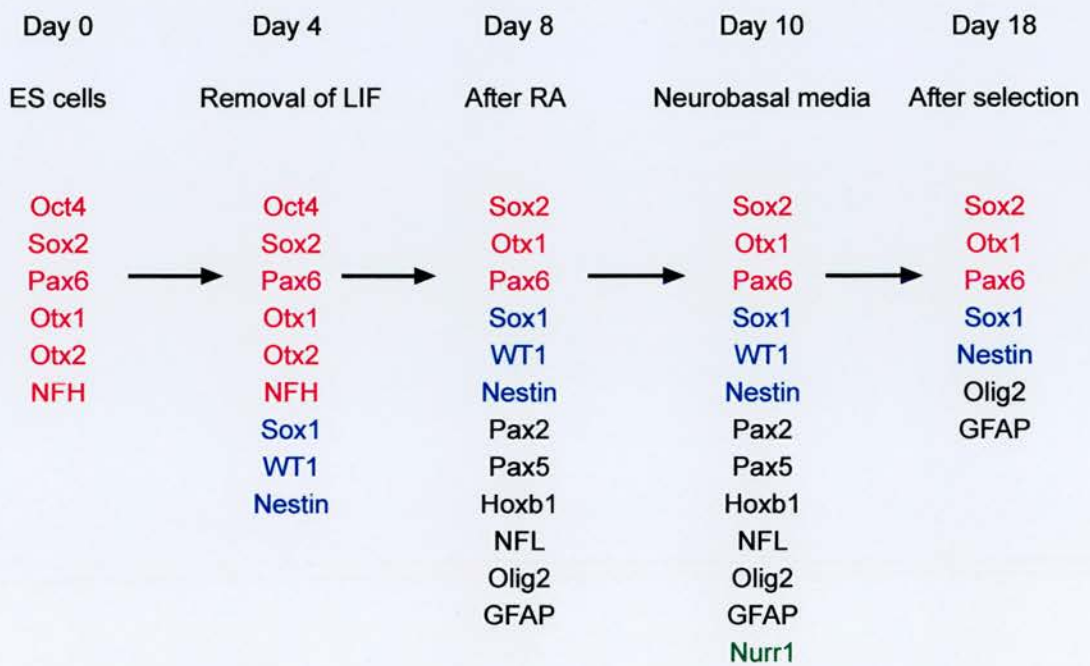 Day 0 Day 4 Day 8 Day 10 Day 18
ES cells Removal of LIF After RA Neurobasal media After selection
Oct4 Oct4 Sox2 Sox2 Sox2
Sox2 Sox2 Otx1 Otx1 Otx1
Pax6 Pax6 Pax6 Pax6 Pax6
Otx1 Otx1 Sox1 Sox1 Sox1
Otx2 Otx2 WT1 WT1 Nestin
NFH NFH Nestin Nestin Olig2
Sox1 Pax2 Pax2 GFAP
WT1 Pax5 Pax5
Nestin Hoxb1 Hoxb1
NFL NFL
Olig2 Olig2
GFAP GFAP
Nurr1